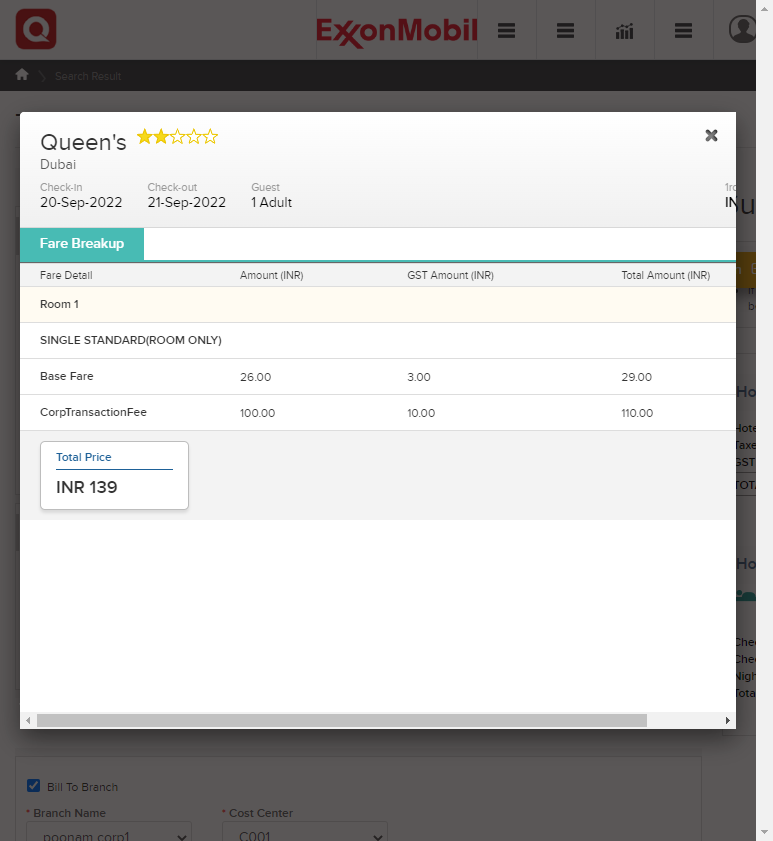 Q
ExxonMobil
Search Result
Queen's
Dubai
Check-in Check-out Guest
20-Sep-2022 21-Sep-2022 1 Adult
Fare Breakup
Fare Detail Amount (INR) GST Amount (INR) Total Amount (INR)
Room 1
SINGLE STANDARD(ROOM ONLY)
Base Fare 26.00 3.00 29.00
CorpTransactionFee 100.00 10.00 110.00
Total Price
INR 139
Bill To Branch
* Branch Name * Cost Center
poonam corp1 C001